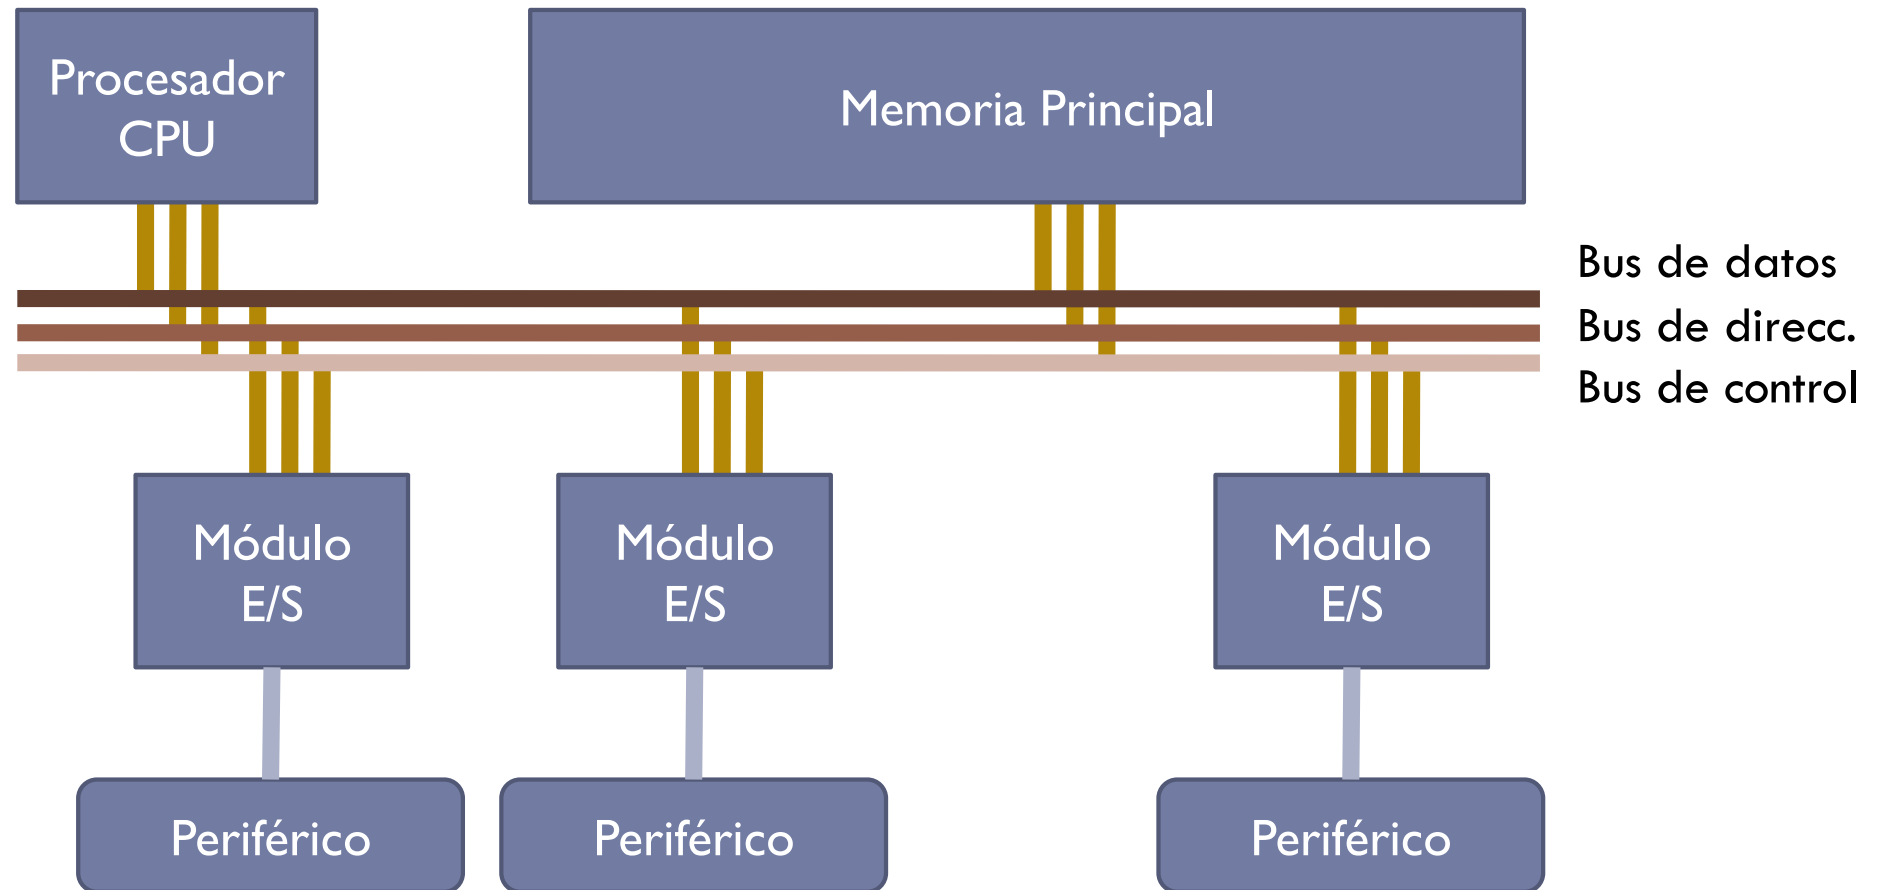 Procesador
CPU
Memoria Principal
Bus de datos
Bus de direcc.
Bus de control
Módulo
E/S
Módulo
E/S
Módulo
E/S
Periférico
Periférico
Periférico